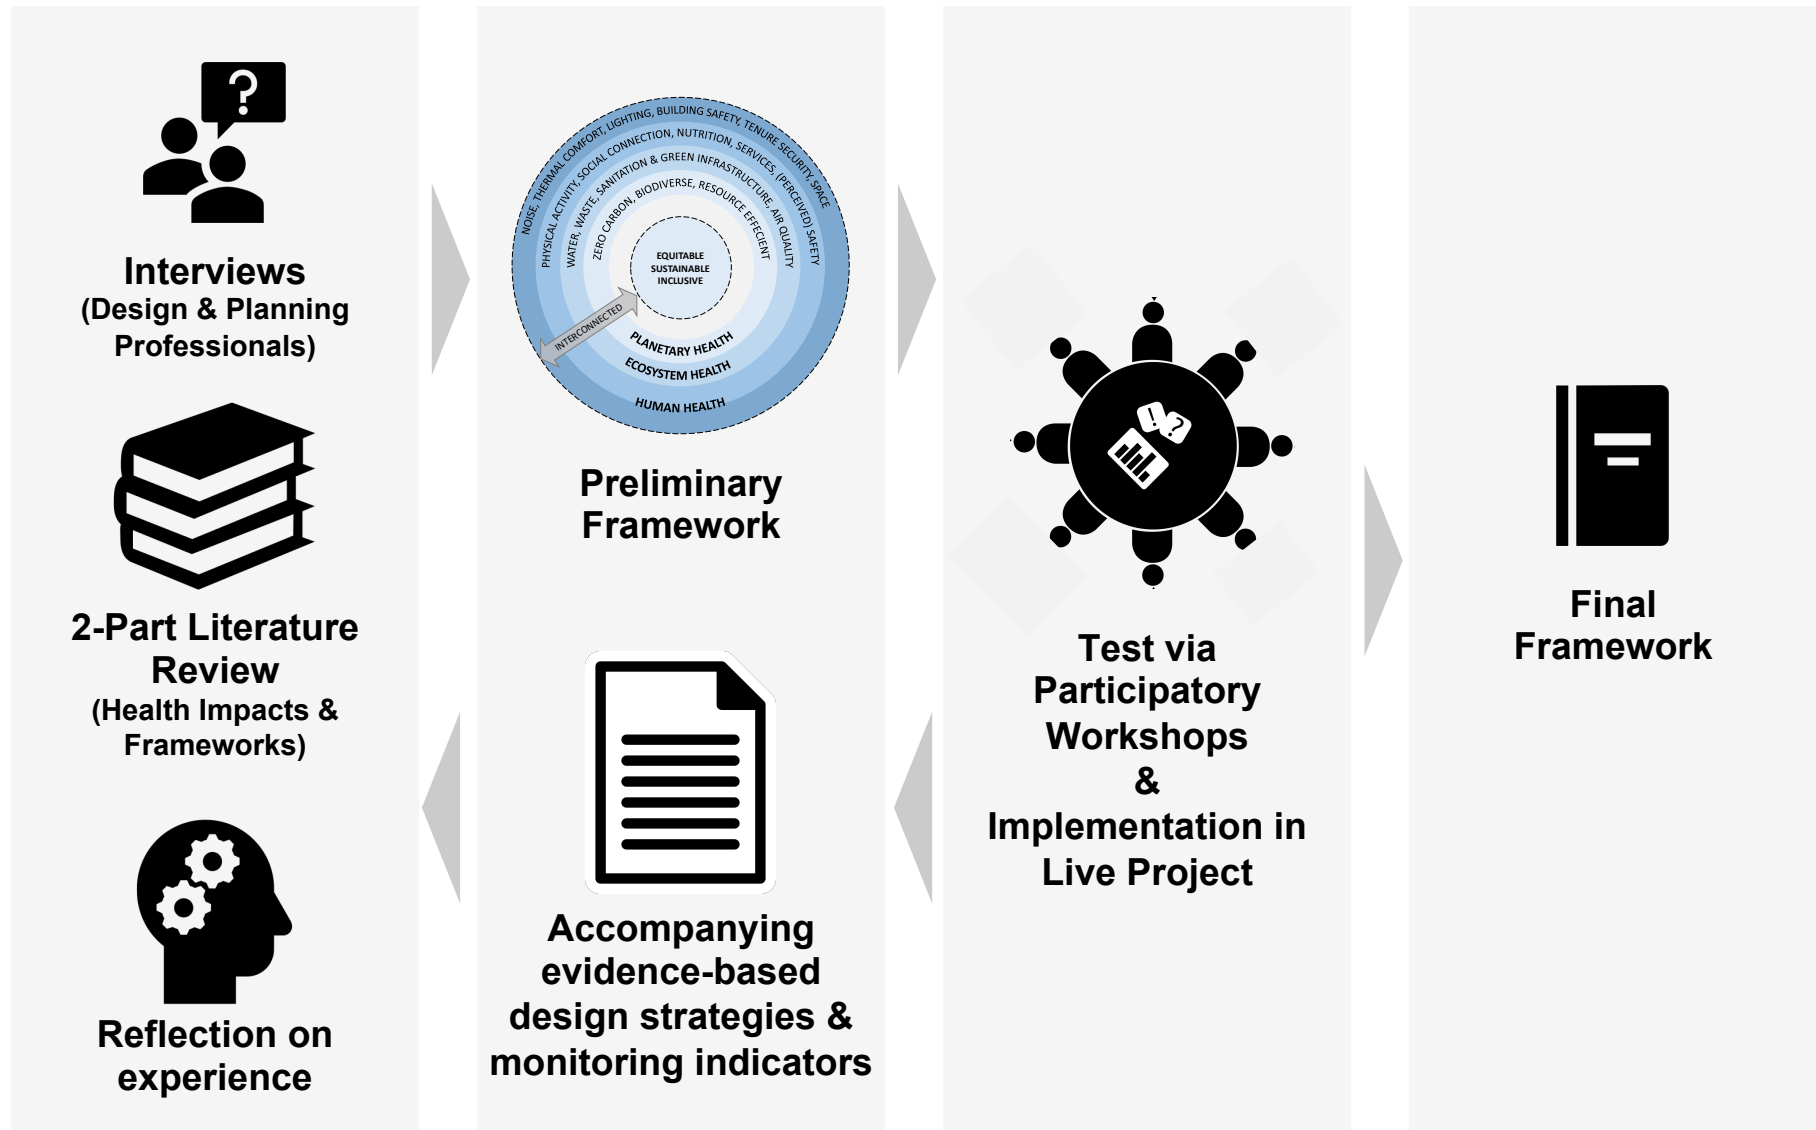 ?
Interviews
(Design & Planning
Professionals)
2-Part Literature
Review
(Health Impacts &
Frameworks)
Reflection on
experience
NOISE, THERMAL COMFORT, LIGHTING, BUILDING SAFETY, TENURE SECURITY, SPACE
PHYSICAL ACTIVITY, SOCIAL CONNECTION, NUTRITION, SERVICES, (PERCEIVED) SAFETY
WATER, WASTE, SANITATION & GREEN INFRASTRUCTURE, AIR QUALITY
ZERO CARBON, BIODIVERSE, RESOURCE EFFECIENT
EQUITABLE
SUSTAINABLE
INCLUSIVE
INTERCONNECTED
PLANETARY HEALTH
ECOSYSTEM HEALTH
HUMAN HEALTH
Preliminary
Framework
Accompanying
evidence-based
design strategies &
monitoring indicators
! ?
Test via
Participatory
Workshops
&
Implementation in
Live Project
Final
Framework